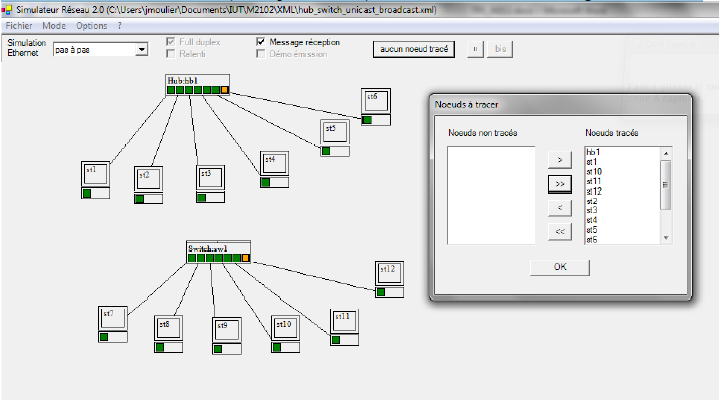 Simulateur Réseau 2.0 (C:\Users\jmoulier\Documents\IUT\M2102\XML\hub_switch_unicast_broadcast.xml)
Fichier Mode Options ?
Simulation Ethernet
pas à pas
Full duplex
Ralenti
Message réception
Démo émission
aucun noeud tracé
II
bis
Hub:hb1
st6
st5
st4
st3
st2
st1
Switch:sw1
st12
st11
st10
st9
st8
st7
Noeuds à tracer
Noeuds non tracés
Noeuds tracés
>
>>
<
<<
hb1
st1
st10
st11
st12
st2
st3
st4
st5
st6
OK